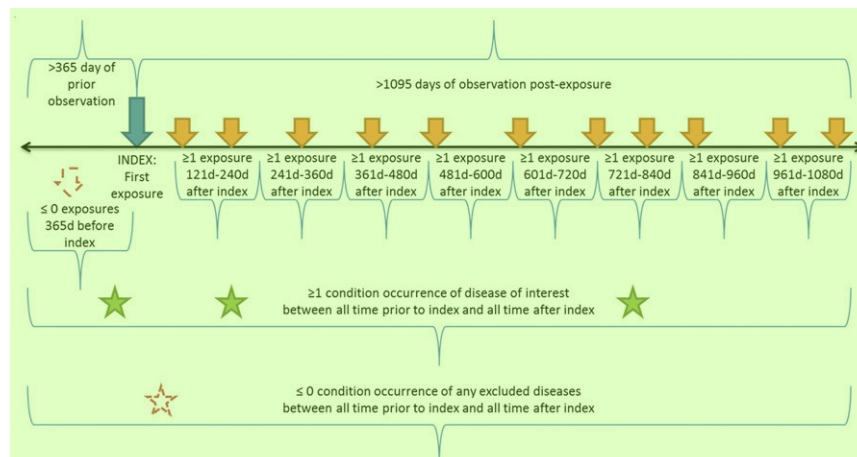 >365 day of
prior
observation
>1095 days of observation post-exposure
INDEX:
First
exposure
≥1 exposure
121d-240d
after index
≥1 exposure
241d-360d
after index
≥1 exposure
361d-480d
after index
≥1 exposure
481d-600d
after index
≥1 exposure
601d-720d
after index
≥1 exposure
721d-840d
after index
≥1 exposure
841d-960d
after index
≥1 exposure
961d-1080d
after index
≤ 0 exposures
365d before
index
≥1 condition occurrence of disease of interest
between all time prior to index and all time after index
≤ 0 condition occurrence of any excluded diseases
between all time prior to index and all time after index